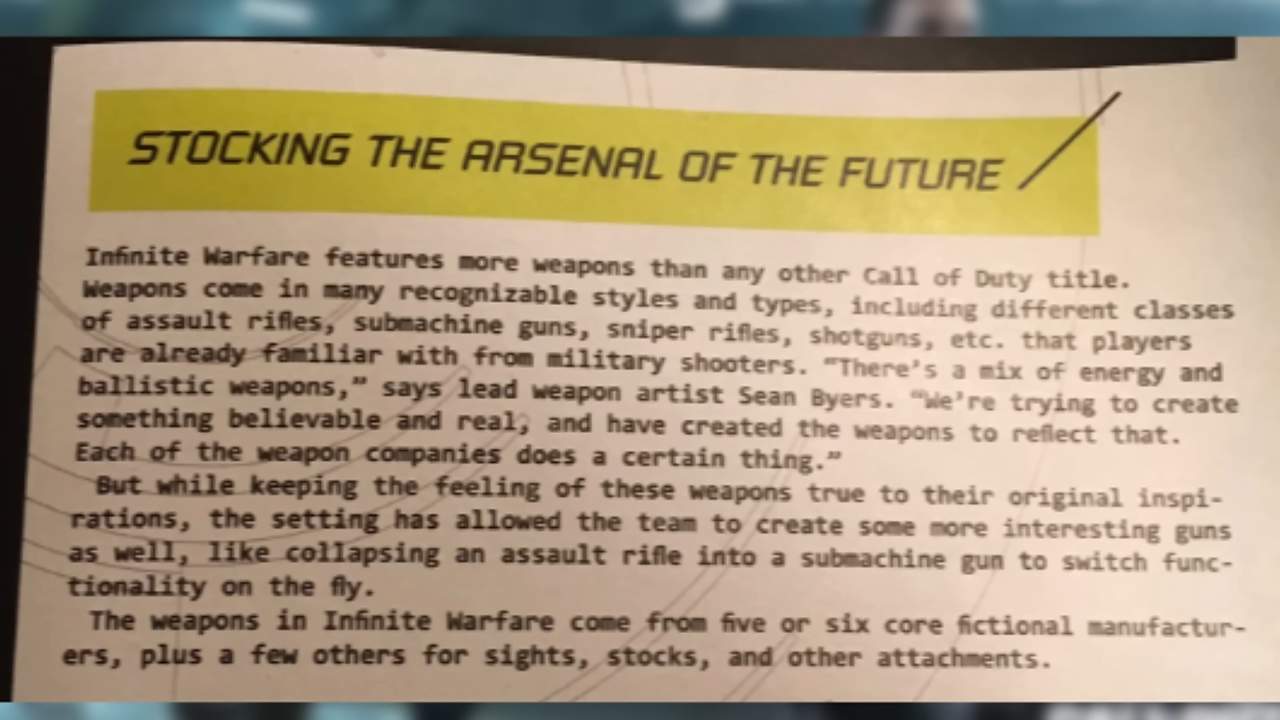 STOCKING THE ARSENAL OF THE FUTURE
Infinite Warfare features more weapons than any other Call of Duty title.
Weapons come in many recognizable styles and types, including different classes
of assault rifles, submachine guns, sniper rifles, shotguns, etc. that players
are already familiar with from military shooters. “There’s a mix of energy and
ballistic weapons,” says lead weapon artist Sean Byers. “We’re trying to create
something believable and real, and have created the weapons to reflect that.
Each of the weapon companies does a certain thing.”
But while keeping the feeling of these weapons true to their original inspi-
rations, the setting has allowed the team to create some more interesting guns
as well, like collapsing an assault rifle into a submachine gun to switch func-
tionality on the fly.
The weapons in Infinite Warfare come from five or six core fictional manufactur-
ers, plus a few others for sights, stocks, and other attachments.